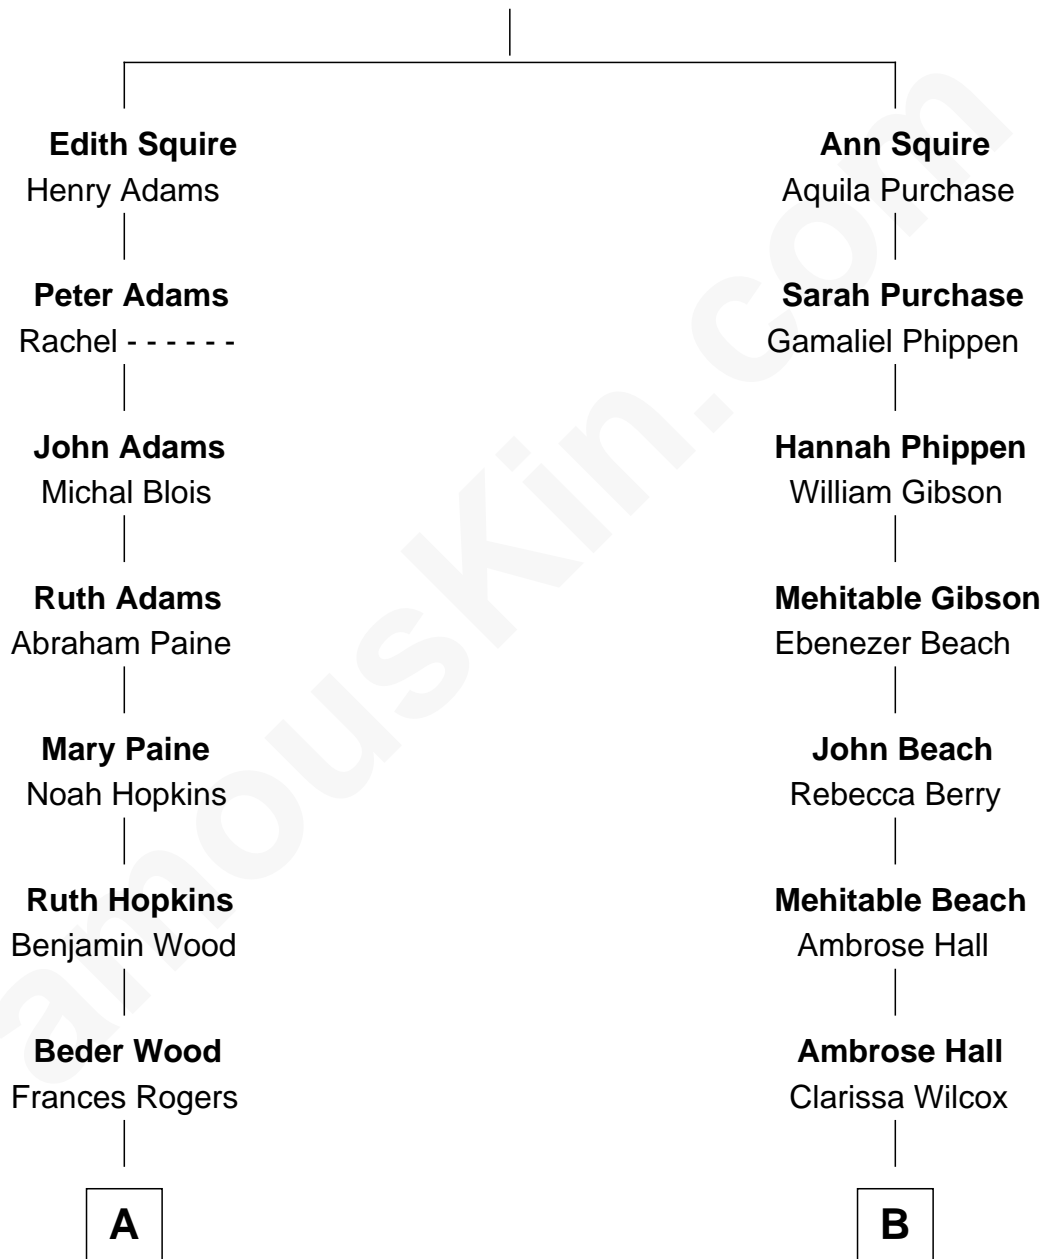 Edith Squire
Henry Adams
Peter Adams
Rachel - - - - - -
John Adams
Michal Blois
Ruth Adams
Abraham Paine
Mary Paine
Noah Hopkins
Ruth Hopkins
Benjamin Wood
Beder Wood
Frances Rogers
A
Ann Squire
Aquila Purchase
Sarah Purchase
Gamaliel Phippen
Hannah Phippen
William Gibson
Mehitable Gibson
Ebenezer Beach
John Beach
Rebecca Berry
Mehitable Beach
Ambrose Hall
Ambrose Hall
Clarissa Wilcox
B
amouskin.com